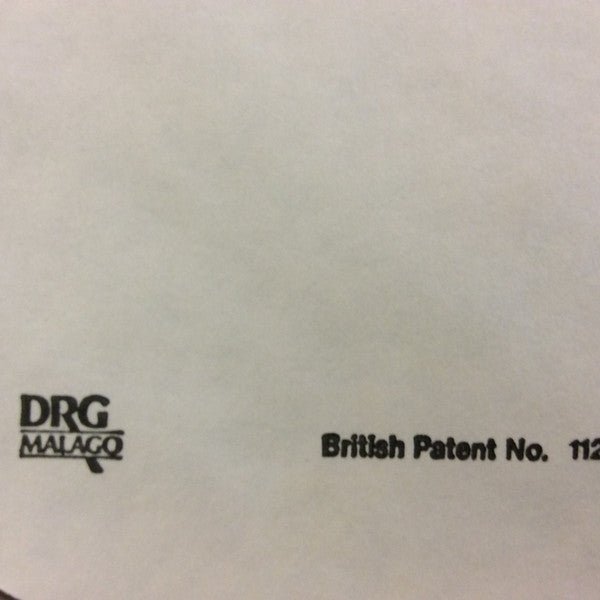 DRG
MALAGO
British Patent No. 112